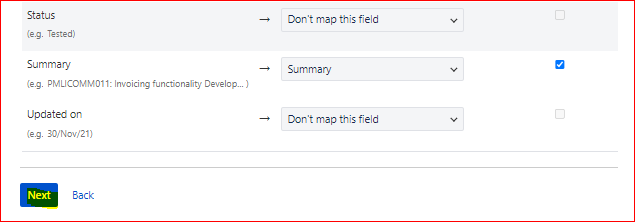 Status → Don't map this field
(e.g. Tested)
Summary → Summary
(e.g. PMLICOMM011: Invoicing functionality Develop... )
Updated on → Don't map this field
(e.g. 30/Nov/21)
Next Back